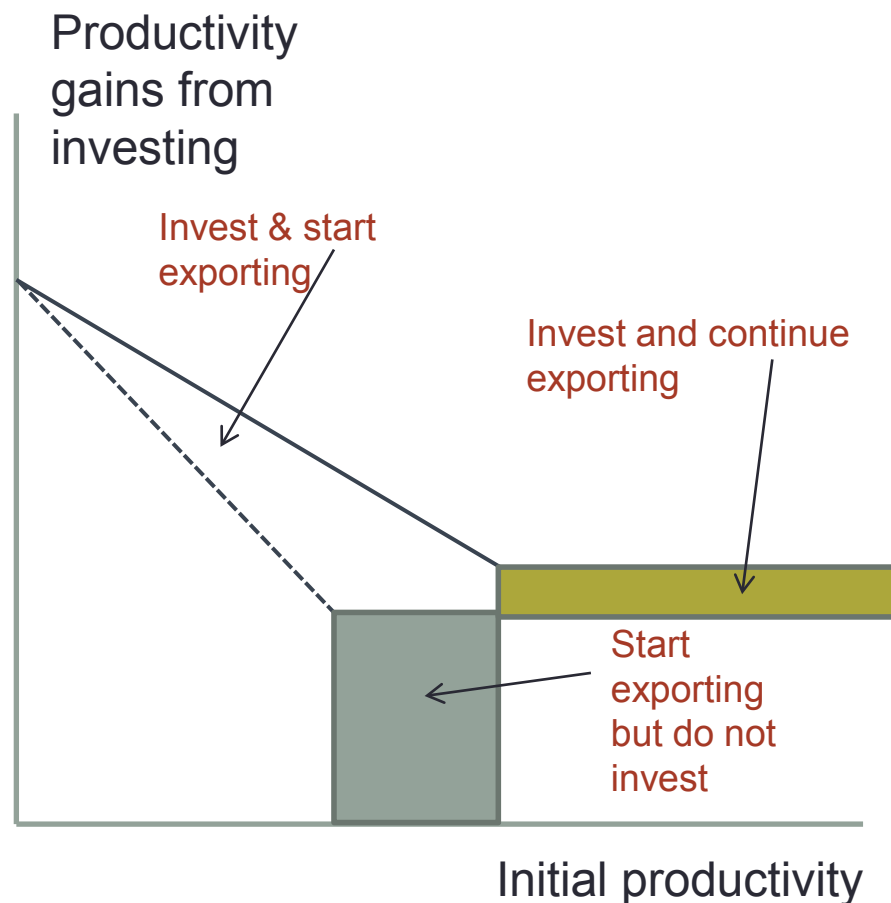 Productivity
gains from
investing
Invest & start
exporting
Invest and continue
exporting
Start
exporting
but do not
invest
Initial productivity